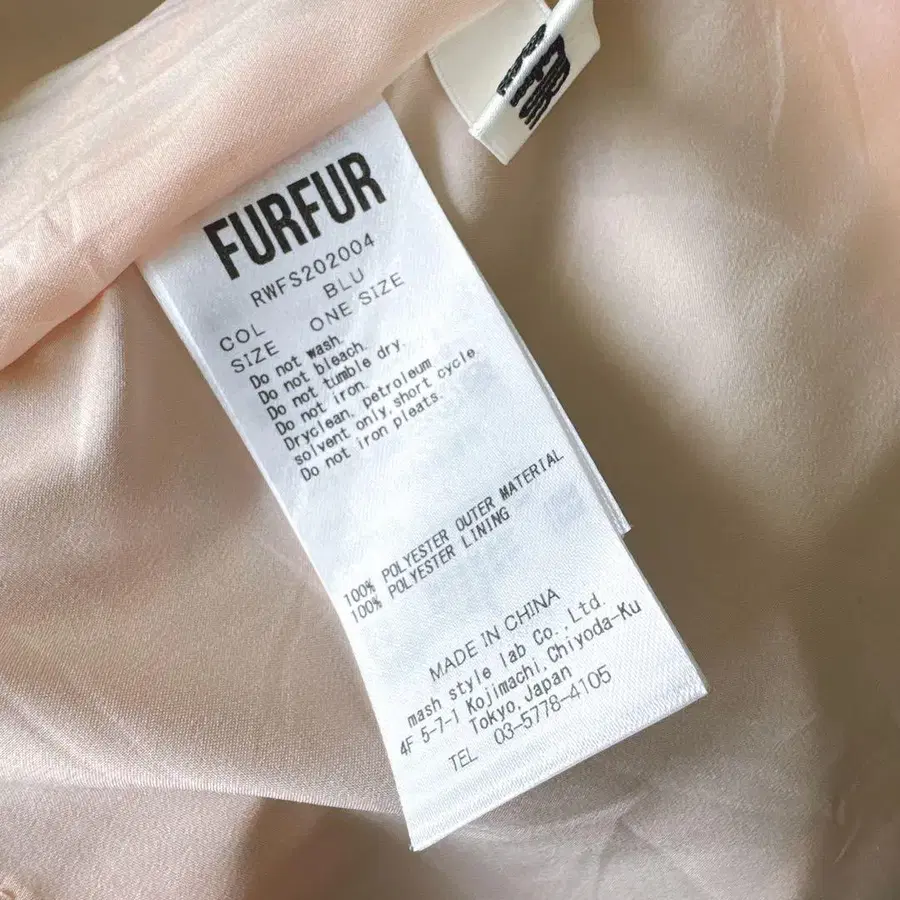 FURFUR
RWFS202004
COL BLU
SIZE ONE SIZE
Do not wash.
Do not bleach.
Do not tumble dry.
Do not iron.
Dryclean, petroleum
solvent only, short cycle
Do not iron pleats.
100% POLYESTER OUTER MATERIAL
100% POLYESTER LINING
MADE IN CHINA
mash style lab Co.,Ltd.
4F 5-7-1 Kojimachi, Chiyoda-Ku
Tokyo, Japan
TEL 03-5778-4105